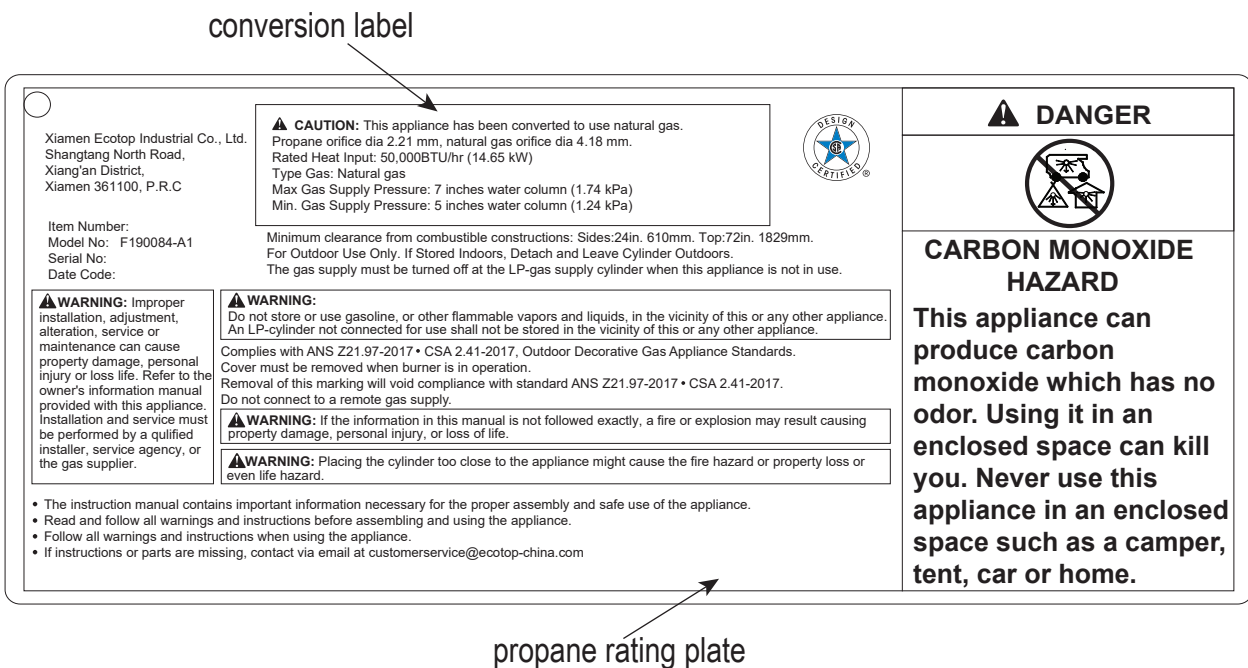 conversion label
Xiamen Ecotop Industrial Co., Ltd.
Shangtang North Road,
Xiang'an District,
Xiamen 361100, P.R.C
Item Number:
Model No: F190084-A1
Serial No:
Date Code:
CAUTION: This appliance has been converted to use natural gas.
Propane orifice dia 2.21 mm, natural gas orifice dia 4.18 mm.
Rated Heat Input: 50,000BTU/hr (14.65 kW)
Type Gas: Natural gas
Max Gas Supply Pressure: 7 inches water column (1.74 kPa)
Min. Gas Supply Pressure: 5 inches water column (1.24 kPa)
DESIGN
CERTIFIED
®
Minimum clearance from combustible constructions: Sides:24in. 610mm. Top:72in. 1829mm.
For Outdoor Use Only. If Stored Indoors, Detach and Leave Cylinder Outdoors.
The gas supply must be turned off at the LP-gas supply cylinder when this appliance is not in use.
WARNING: Improper
installation, adjustment,
alteration, service or
maintenance can cause
property damage, personal
injury or loss life. Refer to the
owner's information manual
provided with this appliance.
Installation and service must
be performed by a qulified
installer, service agency, or
the gas supplier.
WARNING:
Do not store or use gasoline, or other flammable vapors and liquids, in the vicinity of this or any other appliance.
An LP-cylinder not connected for use shall not be stored in the vicinity of this or any other appliance.
Complies with ANS Z21.97-2017 • CSA 2.41-2017, Outdoor Decorative Gas Appliance Standards.
Cover must be removed when burner is in operation.
Removal of this marking will void compliance with standard ANS Z21.97-2017 • CSA 2.41-2017.
Do not connect to a remote gas supply.
WARNING: If the information in this manual is not followed exactly, a fire or explosion may result causing
property damage, personal injury, or loss of life.
WARNING: Placing the cylinder too close to the appliance might cause the fire hazard or property loss or
even life hazard.
• The instruction manual contains important information necessary for the proper assembly and safe use of the appliance.
• Read and follow all warnings and instructions before assembling and using the appliance.
• Follow all warnings and instructions when using the appliance.
• If instructions or parts are missing, contact via email at customerservice@ecotop-china.com
DANGER
CARBON MONOXIDE
HAZARD
This appliance can
produce carbon
monoxide which has no
odor. Using it in an
enclosed space can kill
you. Never use this
appliance in an enclosed
space such as a camper,
tent, car or home.
propane rating plate